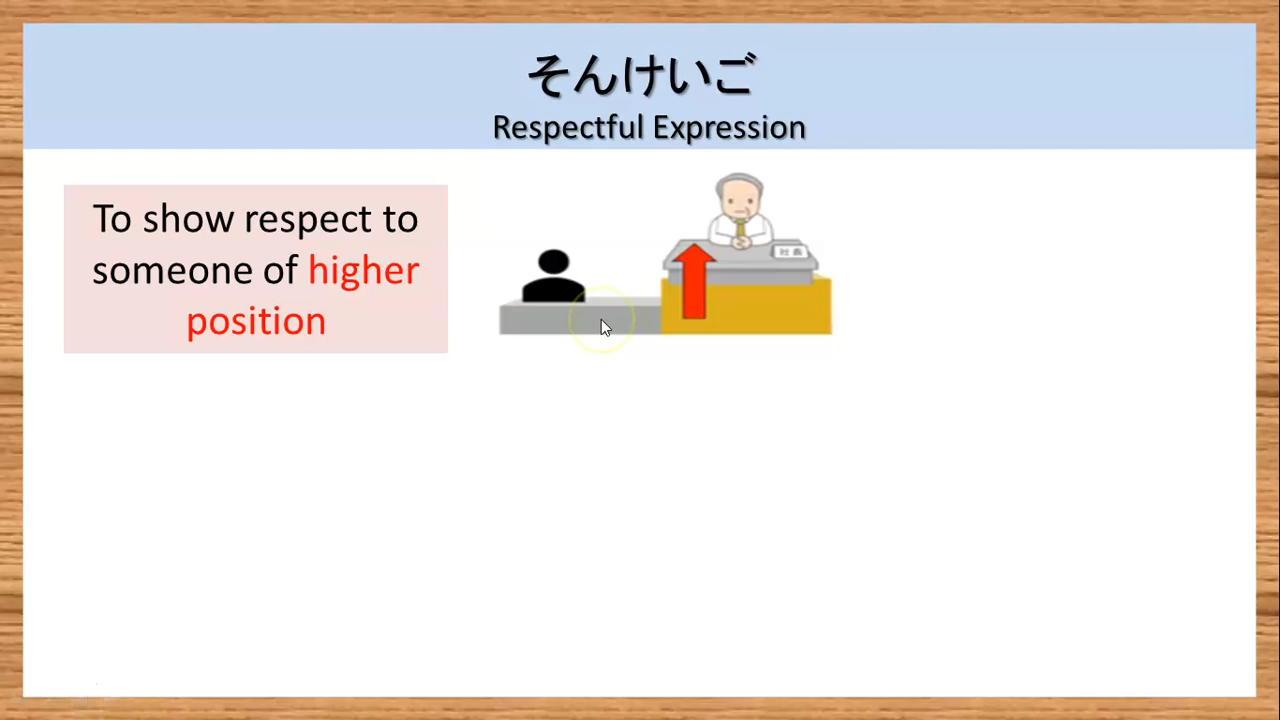 そんけいご
Respectful Expression
To show respect to
someone of higher
position